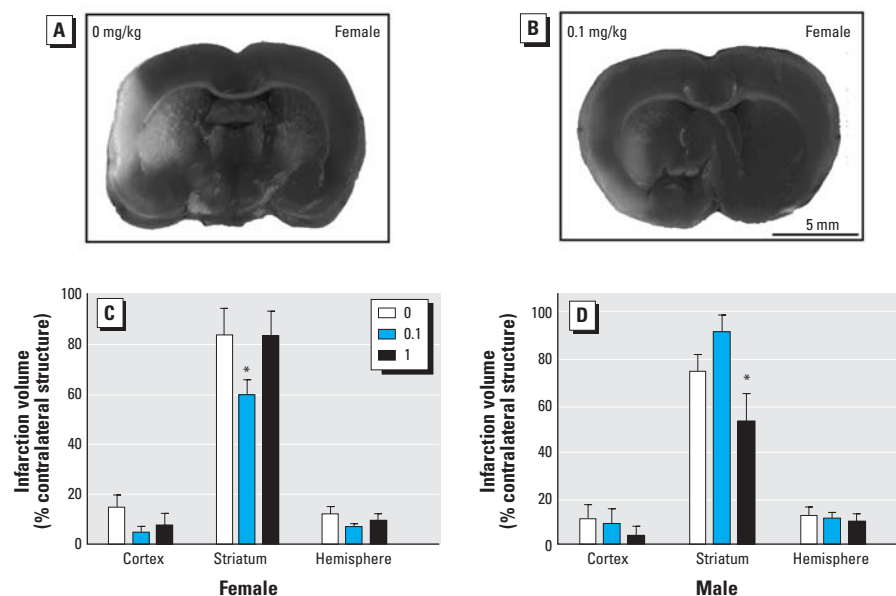 A
0 mg/kg
Female
B
0.1 mg/kg
Female
5 mm
C
Infarction volume
(% contralateral structure)
100
80
60
40
20
0
*
0
0.1
1
Cortex
Striatum
Hemisphere
Female
D
Infarction volume
(% contralateral structure)
100
80
60
40
20
0
*
Cortex
Striatum
Hemisphere
Male